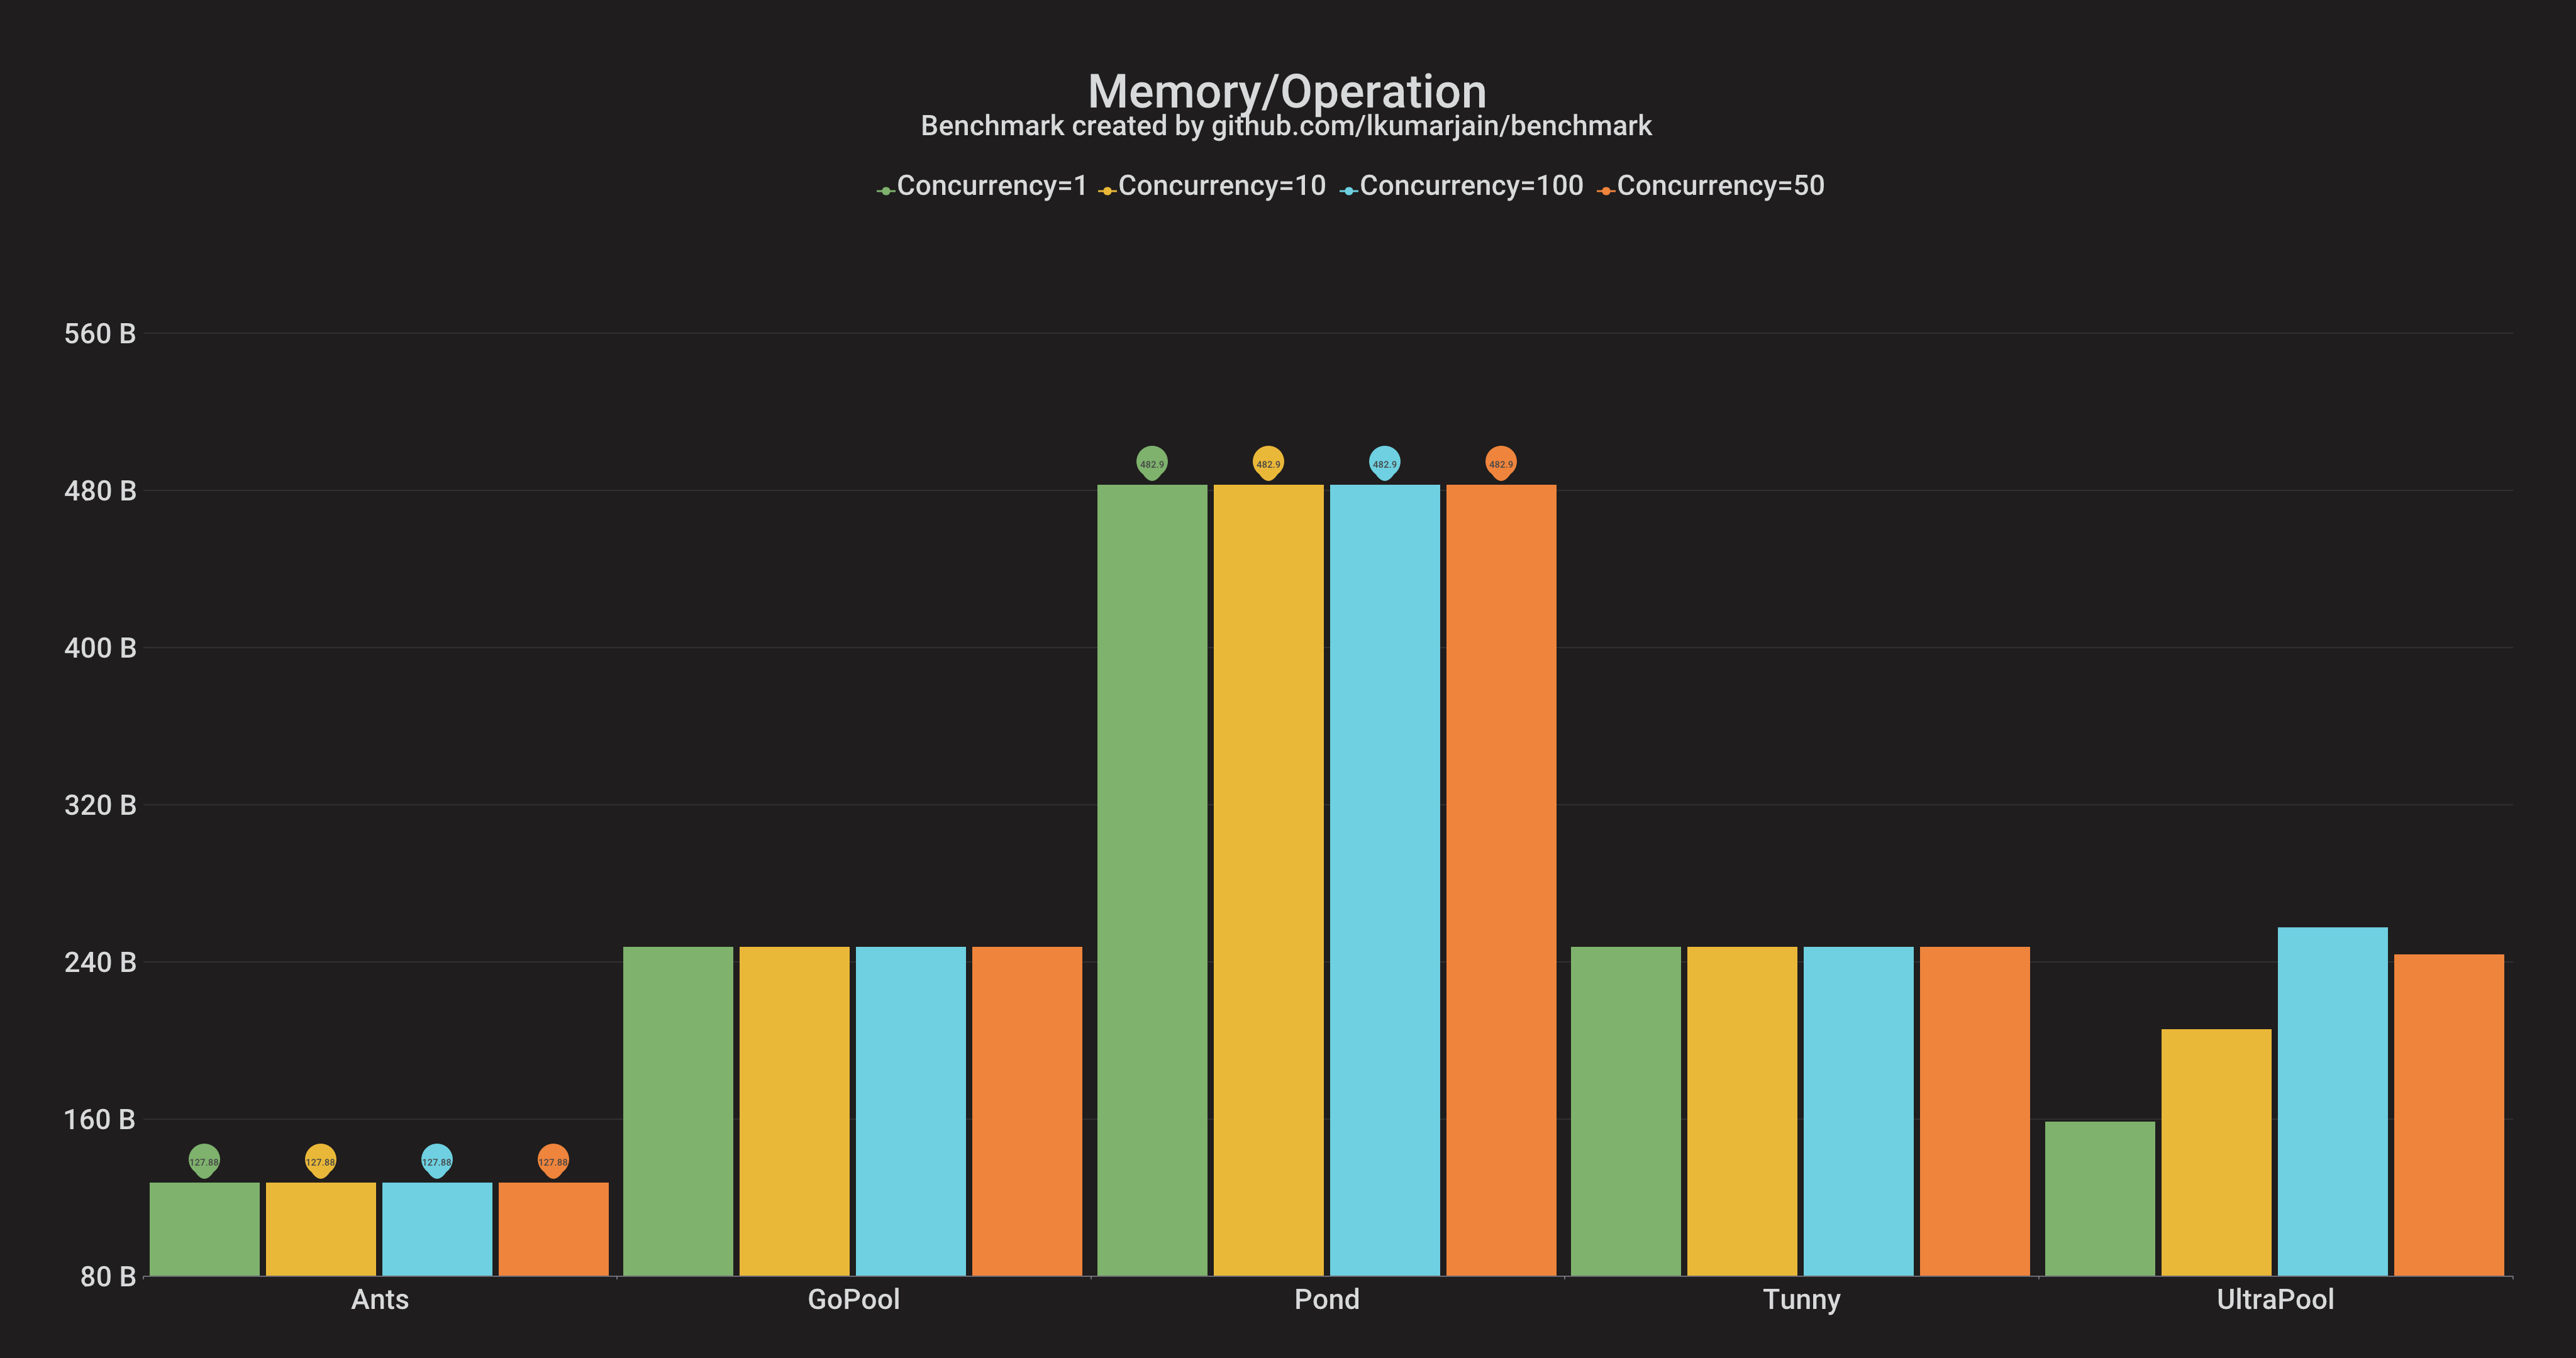 Memory/Operation
Benchmark created by github.com/lkumarjain/benchmark
Concurrency=1 Concurrency=10 Concurrency=100 Concurrency=50
560 B
482.9 482.9 482.9 482.9
480 B
400 B
320 B
240 B
160 B
127.88 127.88 127.88 127.88
80 B
Ants GoPool Pond Tunny UltraPool